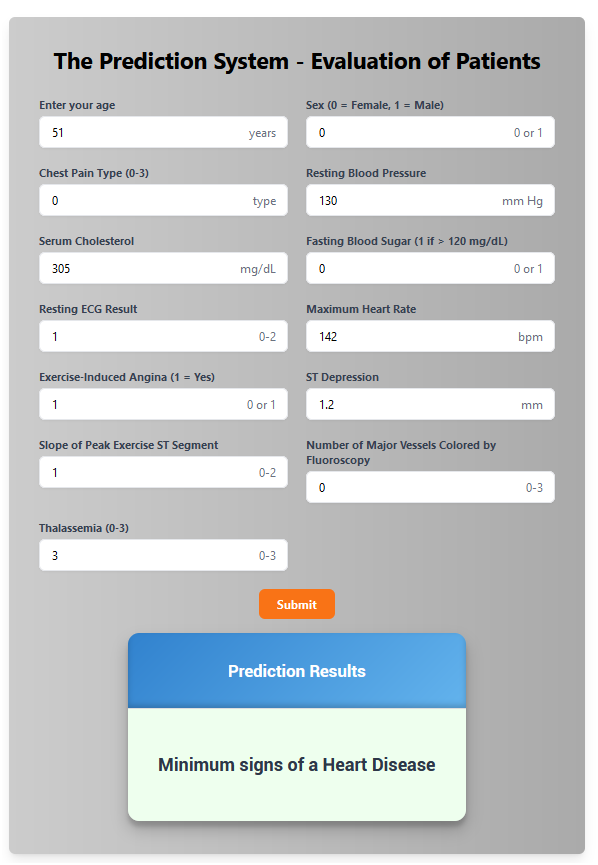 The Prediction System - Evaluation of Patients
Enter your age
51 years
Sex (0 = Female, 1 = Male)
0 0 or 1
Chest Pain Type (0-3)
0 type
Resting Blood Pressure
130 mm Hg
Serum Cholesterol
305 mg/dL
Fasting Blood Sugar (1 if > 120 mg/dL)
0 0 or 1
Resting ECG Result
1 0-2
Maximum Heart Rate
142 bpm
Exercise-Induced Angina (1 = Yes)
1 0 or 1
ST Depression
1.2 mm
Slope of Peak Exercise ST Segment
1 0-2
Number of Major Vessels Colored by
Fluoroscopy
0 0-3
Thalassemia (0-3)
3 0-3
Submit
Prediction Results
Minimum signs of a Heart Disease